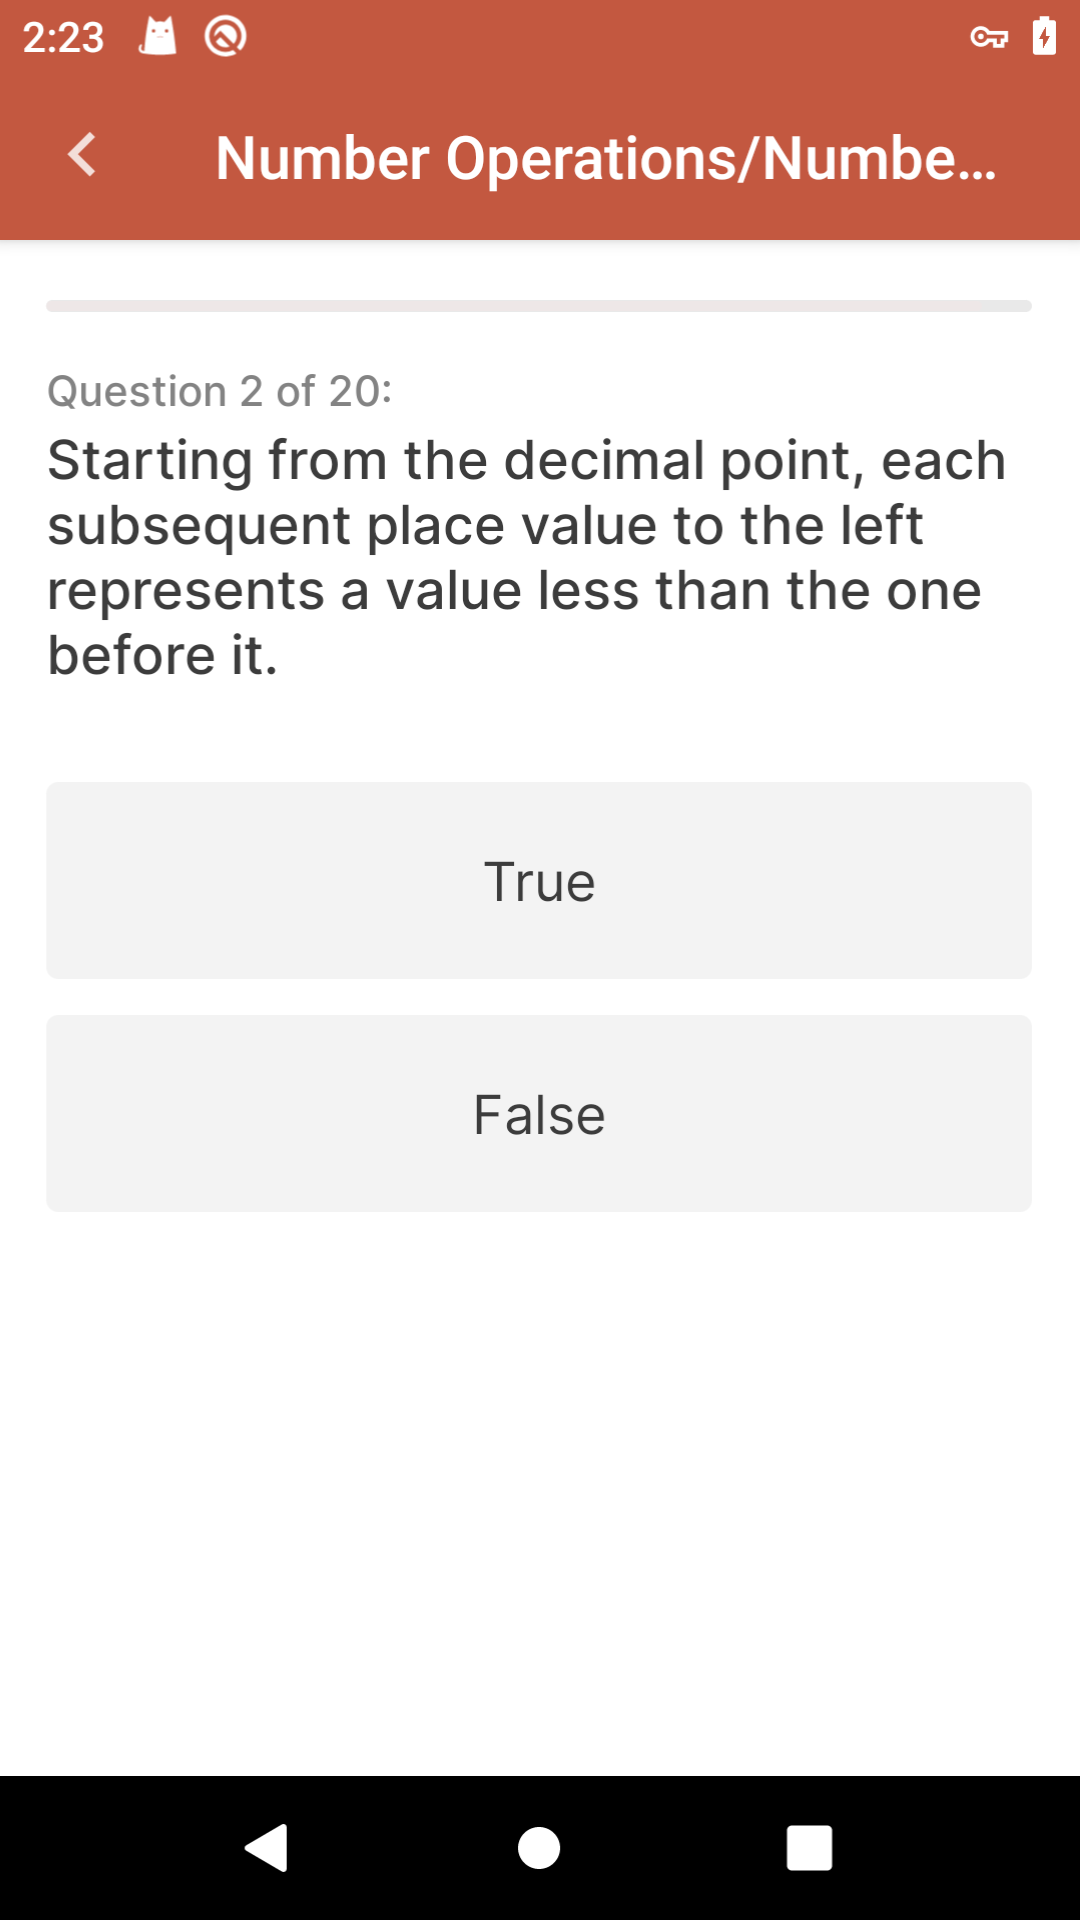 2:23
Number Operations/Numbe...
Question 2 of 20:
Starting from the decimal point, each
subsequent place value to the left
represents a value less than the one
before it.
True
False